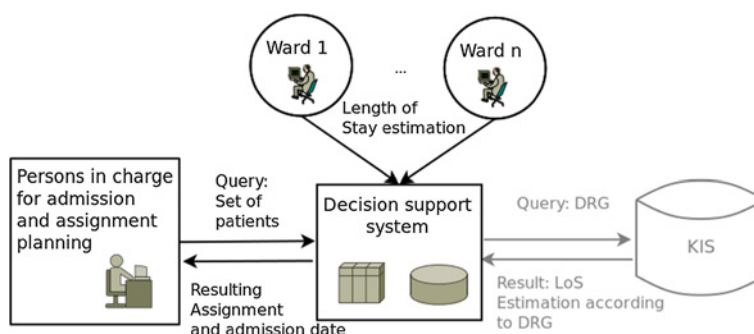 Ward 1
...
Ward n
Length of
Stay estimation
Persons in charge
for admission
and assignment
planning
Query:
Set of
patients
Resulting
Assignment
and admission date
Decision support
system
Query: DRG
Result: LoS
Estimation according
to DRG
KIS